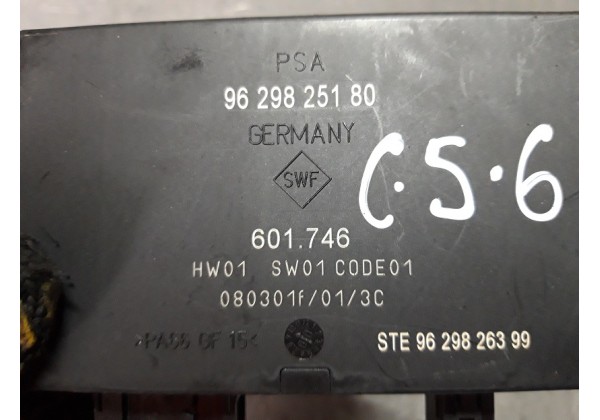 PSA
96 298 251 80
GERMANY
SWF
C.5.6
601.746
HW01 SW01 CODE01
080301f/01/3C
>PA66 GF 15<
STE 96 298 263 99